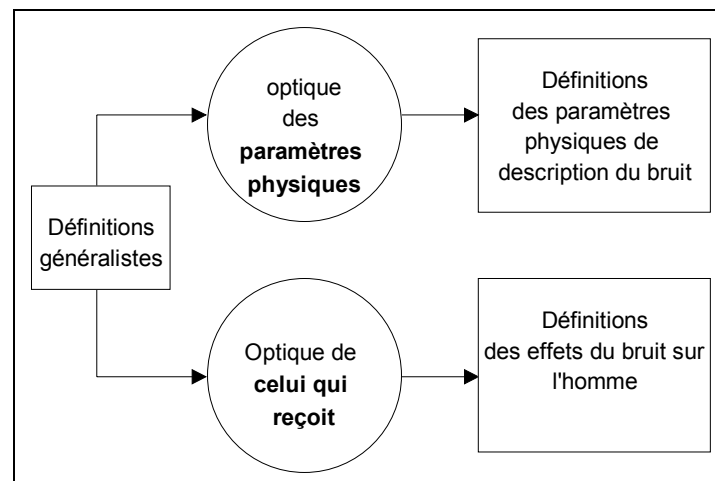 Définitions
généralistes
optique
des
paramètres
physiques
Définitions
des paramètres
physiques de
description du bruit
Optique de
celui qui
reçoit
Définitions
des effets du bruit sur
l'homme